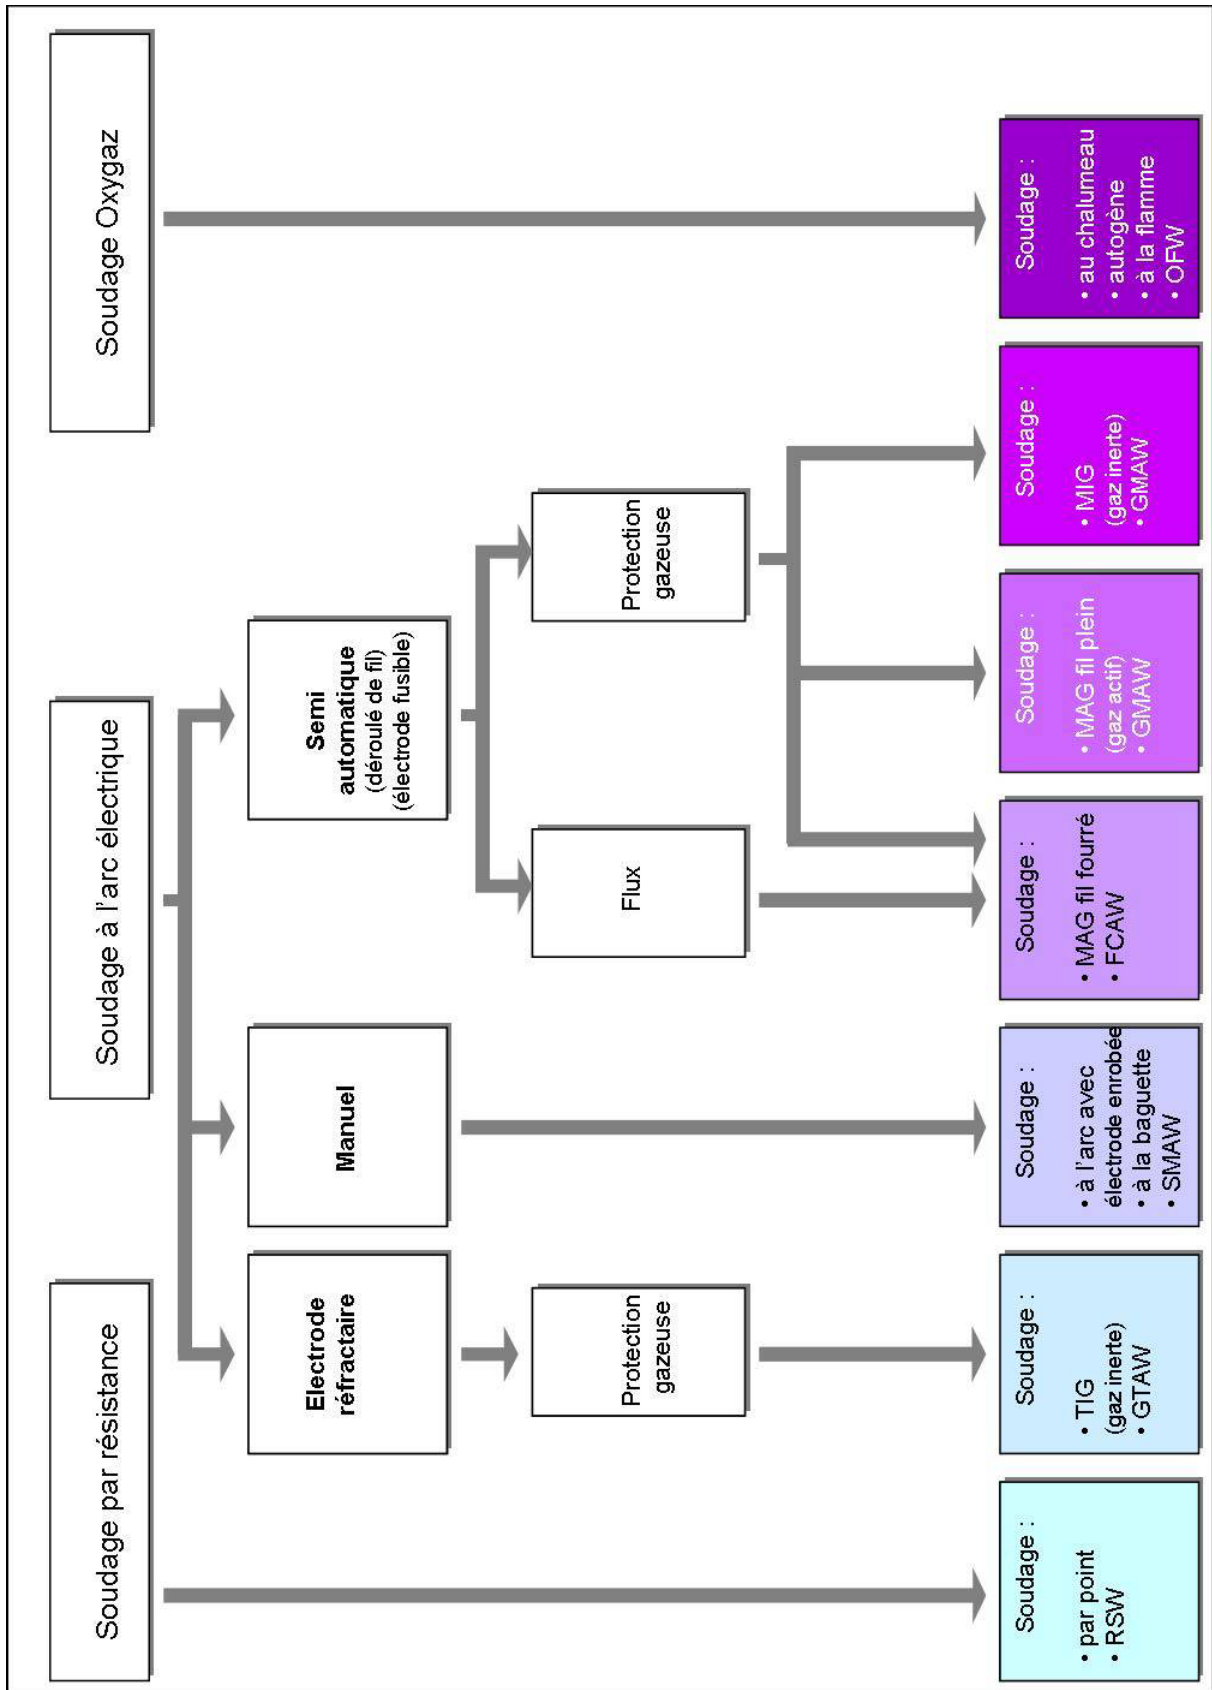 Soudage par résistance
Soudage à l'arc électrique
Soudage Oxygaz
Electrode
réfractaire
Manuel
Semi
automatique
(déroulé de fil)
(électrode fusible)
Protection
gazeuse
Flux
Protection
gazeuse
Soudage :
• par point
• RSW
Soudage :
• TIG
(gaz inerte)
• GTAW
Soudage :
• à l'arc avec
électrode enrobée
• à la baguette
• SMAW
Soudage :
• MAG fil fourré
• FCAW
Soudage :
• MAG fil plein
(gaz actif)
• GMAW
Soudage :
• MIG
(gaz inerte)
• GMAW
Soudage :
• au chalumeau
• autogène
• à la flamme
• OFW